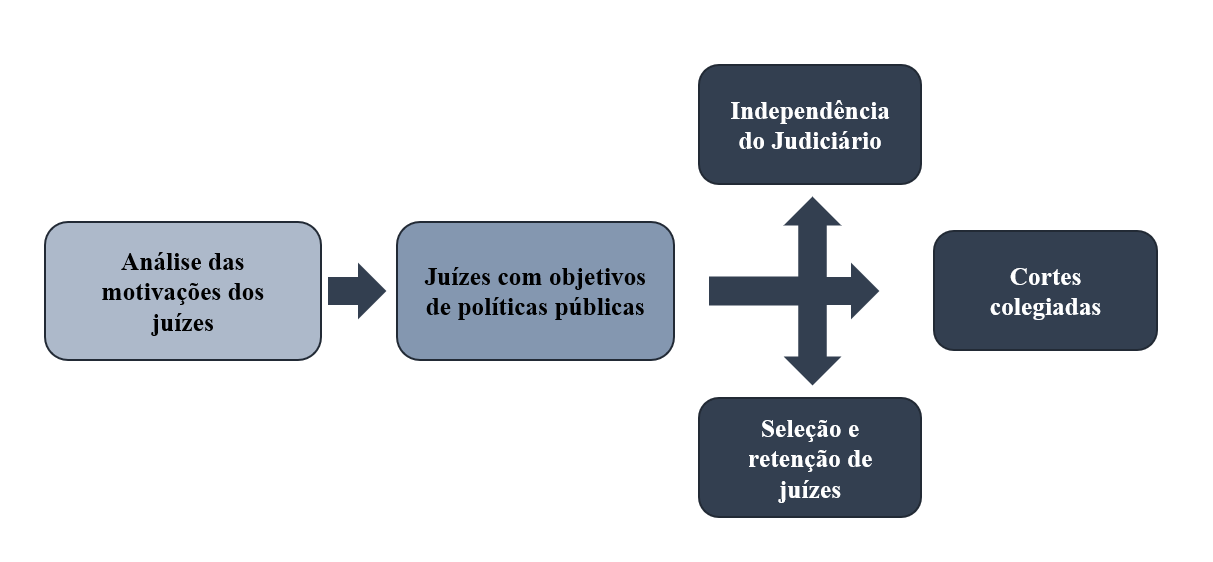 Análise das
motivações dos
juízes
Juízes com objetivos
de políticas públicas
Independência
do Judiciário
Cortes
colegiadas
Seleção e
retenção de
juízes